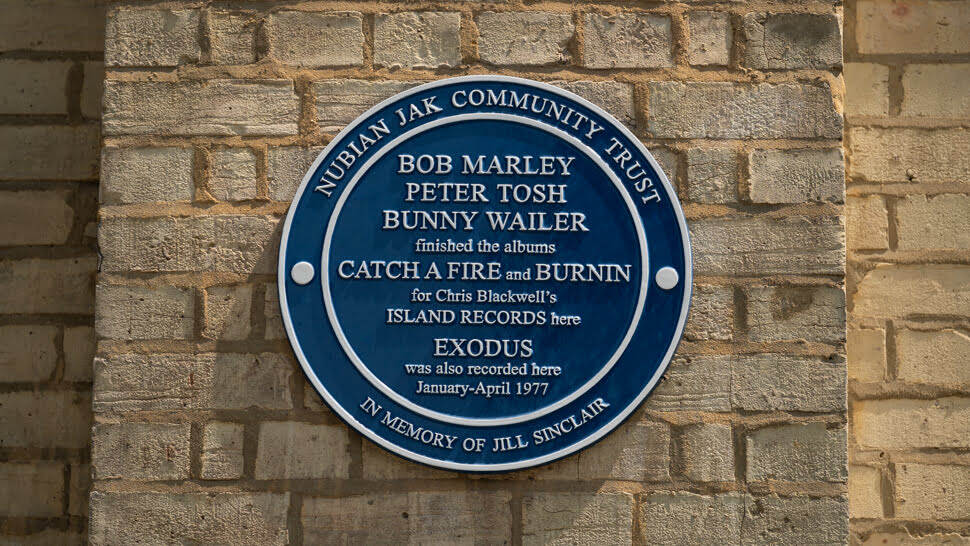 NUBIAN JAK COMMUNITY TRUST
BOB MARLEY
PETER TOSH
BUNNY WAILER
finished the albums
CATCH A FIRE and BURNIN
for Chris Blackwell's
ISLAND RECORDS here
EXODUS
was also recorded here
January-April 1977
IN MEMORY OF JILL SINCLAIR